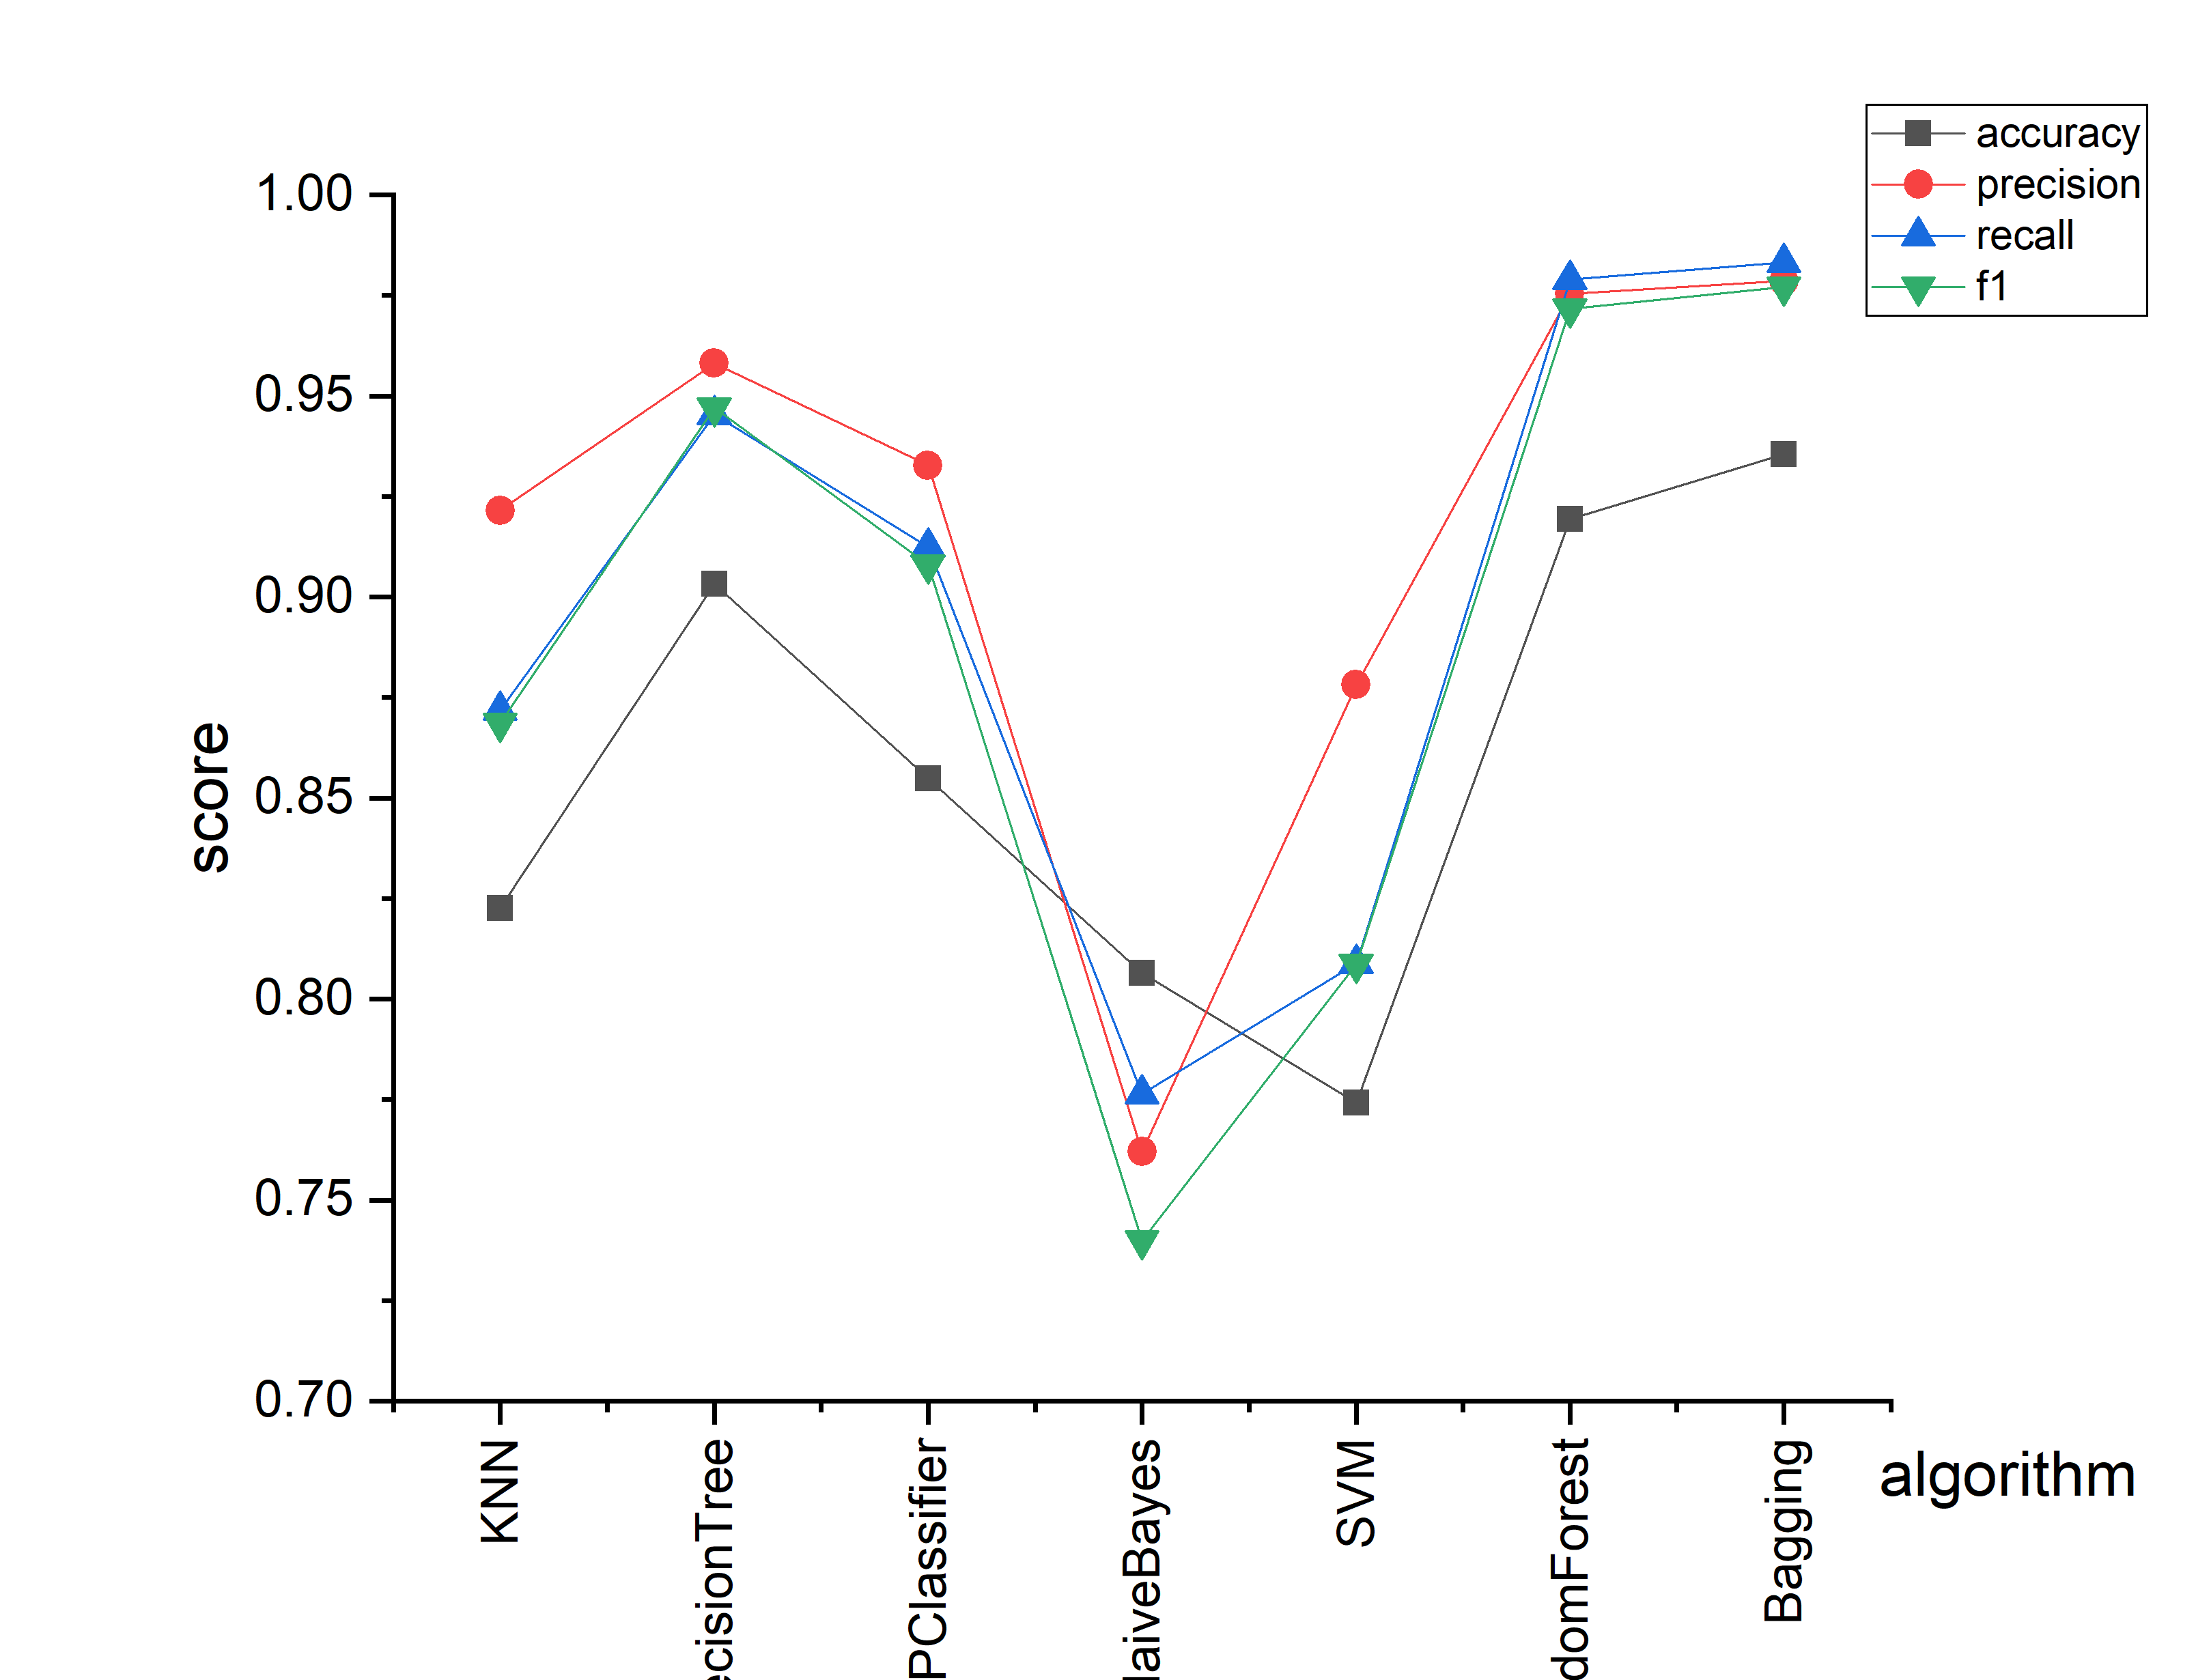 accuracy
precision
recall
f1
1.00
0.95
0.90
0.85
0.80
0.75
0.70
score
KNN
ecisionTree
PClassifier
laiveBayes
SVM
domForest
Bagging
algorithm